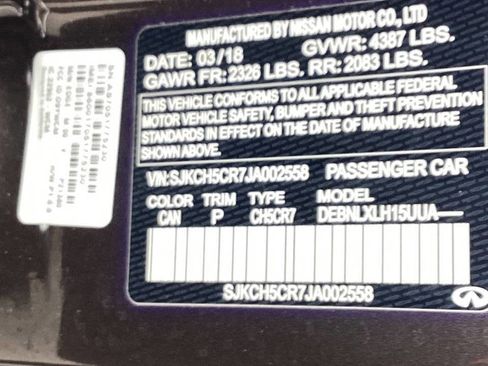 MANUFACTURED BY NISSAN MOTOR CO., LTD
DATE: 03/18 GVWR: 4387 LBS.
GAWR FR: 2326 LBS. RR: 2083 LBS.
THIS VEHICLE CONFORMS TO ALL APPLICABLE FEDERAL
MOTOR VEHICLE SAFETY, BUMPER AND THEFT PREVENTION
STANDARDS IN EFFECT ON THE DATE OF MANUFACTURE
SHOWN ABOVE.
VIN: SJKCH5CR7JA002558 PASSENGER CAR
COLOR TRIM TYPE MODEL
CAN P CH5CR7 DEBNLXLH15UUA
SJKCH5CR7JA002558
INFINITI